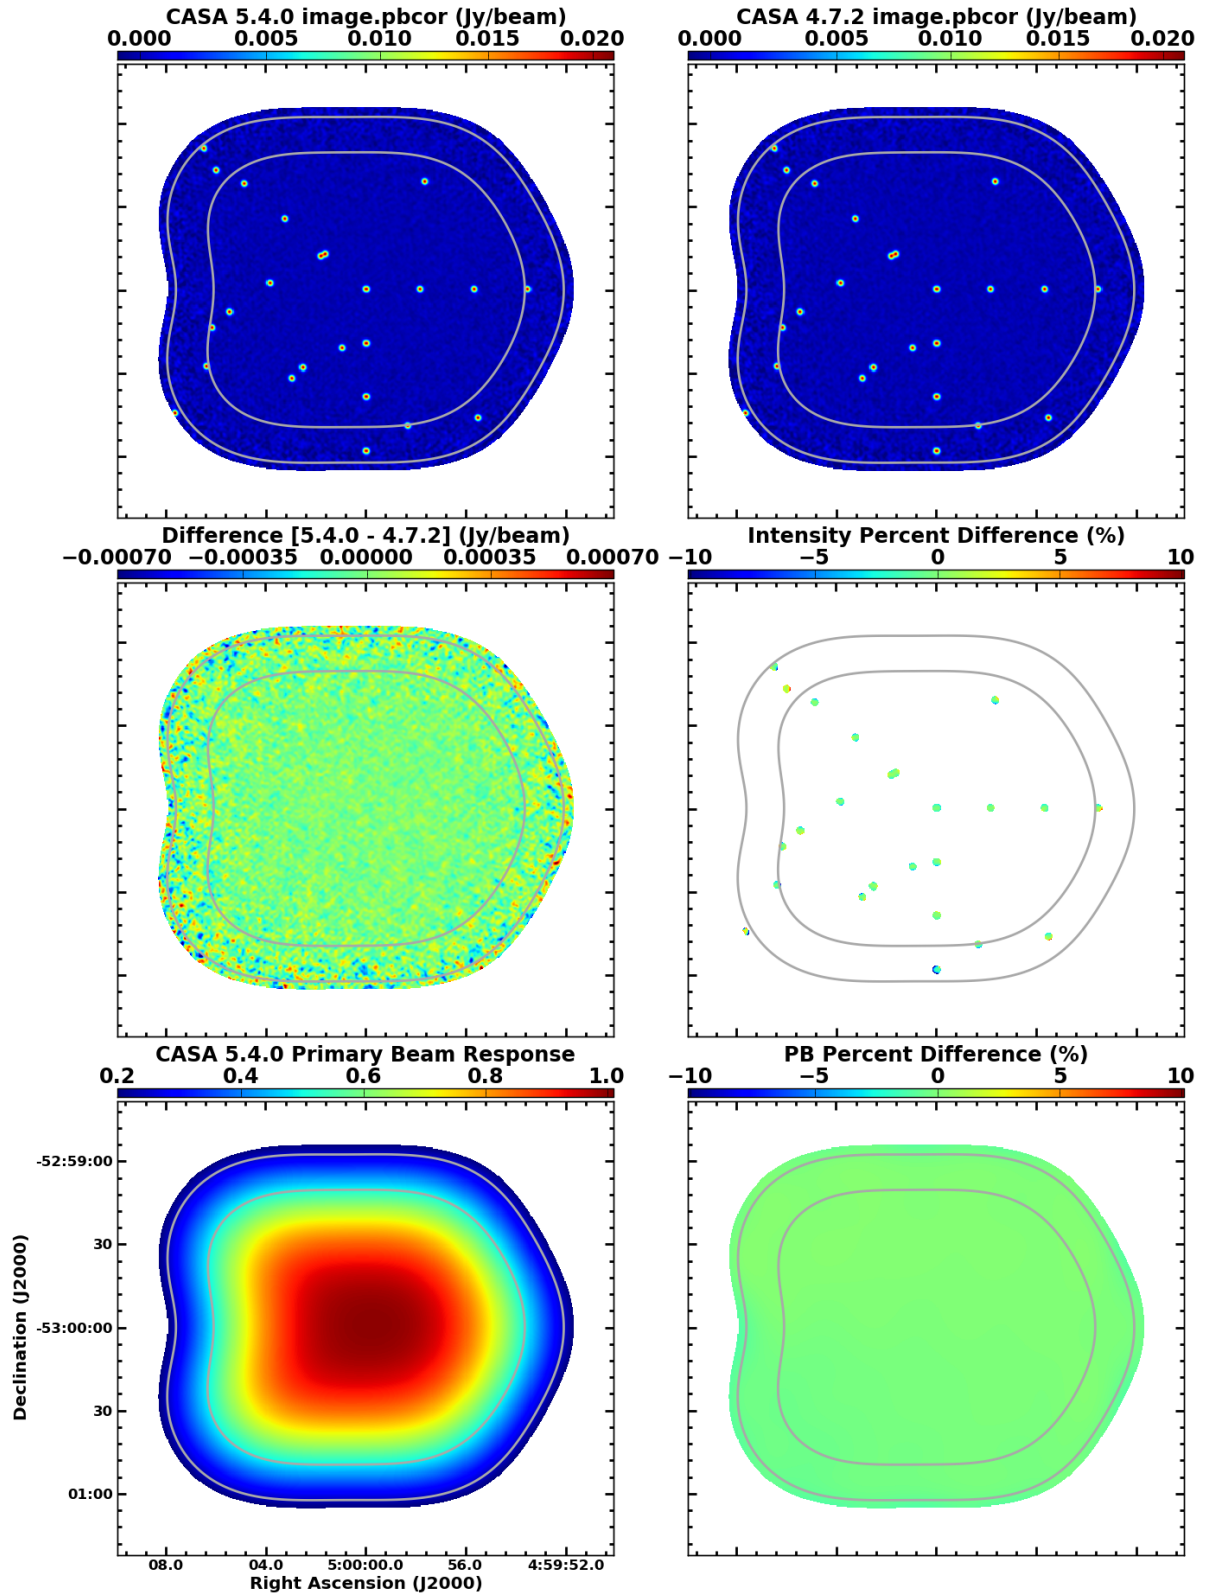 CASA 5.4.0 image.pbcor (Jy/beam)
0.000 0.005 0.010 0.015 0.020
CASA 4.7.2 image.pbcor (Jy/beam)
0.000 0.005 0.010 0.015 0.020
Difference [5.4.0 - 4.7.2] (Jy/beam)
−0.00070 −0.00035 0.00000 0.00035 0.00070
Intensity Percent Difference (%)
−10 −5 0 5 10
CASA 5.4.0 Primary Beam Response
0.2 0.4 0.6 0.8 1.0
PB Percent Difference (%)
−10 −5 0 5 10
-52:59:00
30
-53:00:00
30
01:00
Declination (J2000)
08.0 04.0 5:00:00.0 56.0 4:59:52.0
Right Ascension (J2000)